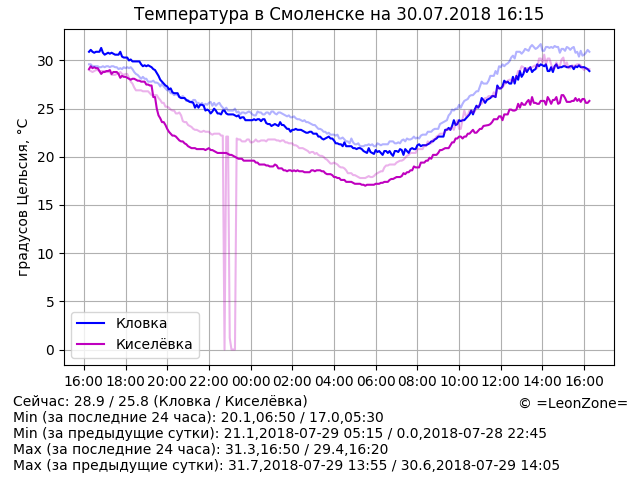 Температура в Смоленске на 30.07.2018 16:15
градусов Цельсия, °C
30
25
20
15
10
5
0
Кловка
Киселёвка
16:00 18:00 20:00 22:00 00:00 02:00 04:00 06:00 08:00 10:00 12:00 14:00 16:00
Сейчас: 28.9 / 25.8 (Кловка / Киселёвка)
© =LeonZone=
Min (за последние 24 часа): 20.1,06:50 / 17.0,05:30
Min (за предыдущие сутки): 21.1,2018-07-29 05:15 / 0.0,2018-07-28 22:45
Max (за последние 24 часа): 31.3,16:50 / 29.4,16:20
Max (за предыдущие сутки): 31.7,2018-07-29 13:55 / 30.6,2018-07-29 14:05